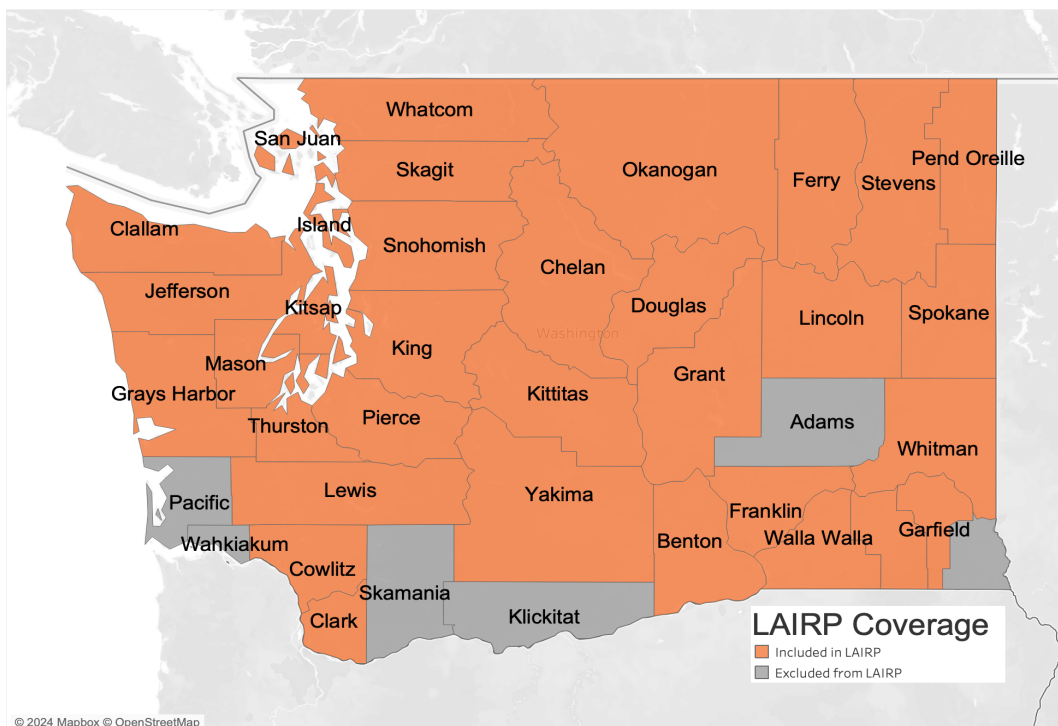 Whatcom
San Juan
Skagit
Okanogan
Pend Oreille
Ferry
Stevens
Clallam
Island
Snohomish
Chelan
Jefferson
Kitsap
Douglas
Lincoln
Spokane
Washington
King
Mason
Grant
Grays Harbor
Kittitas
Pierce
Thurston
Adams
Whitman
Lewis
Yakima
Pacific
Franklin
Garfield
Walla Walla
Benton
Wahkiakum
Cowlitz
Skamania
Klickitat
Clark
LAIRP Coverage
Included in LAIRP
Excluded from LAIRP
© 2024 Mapbox © OpenStreetMap